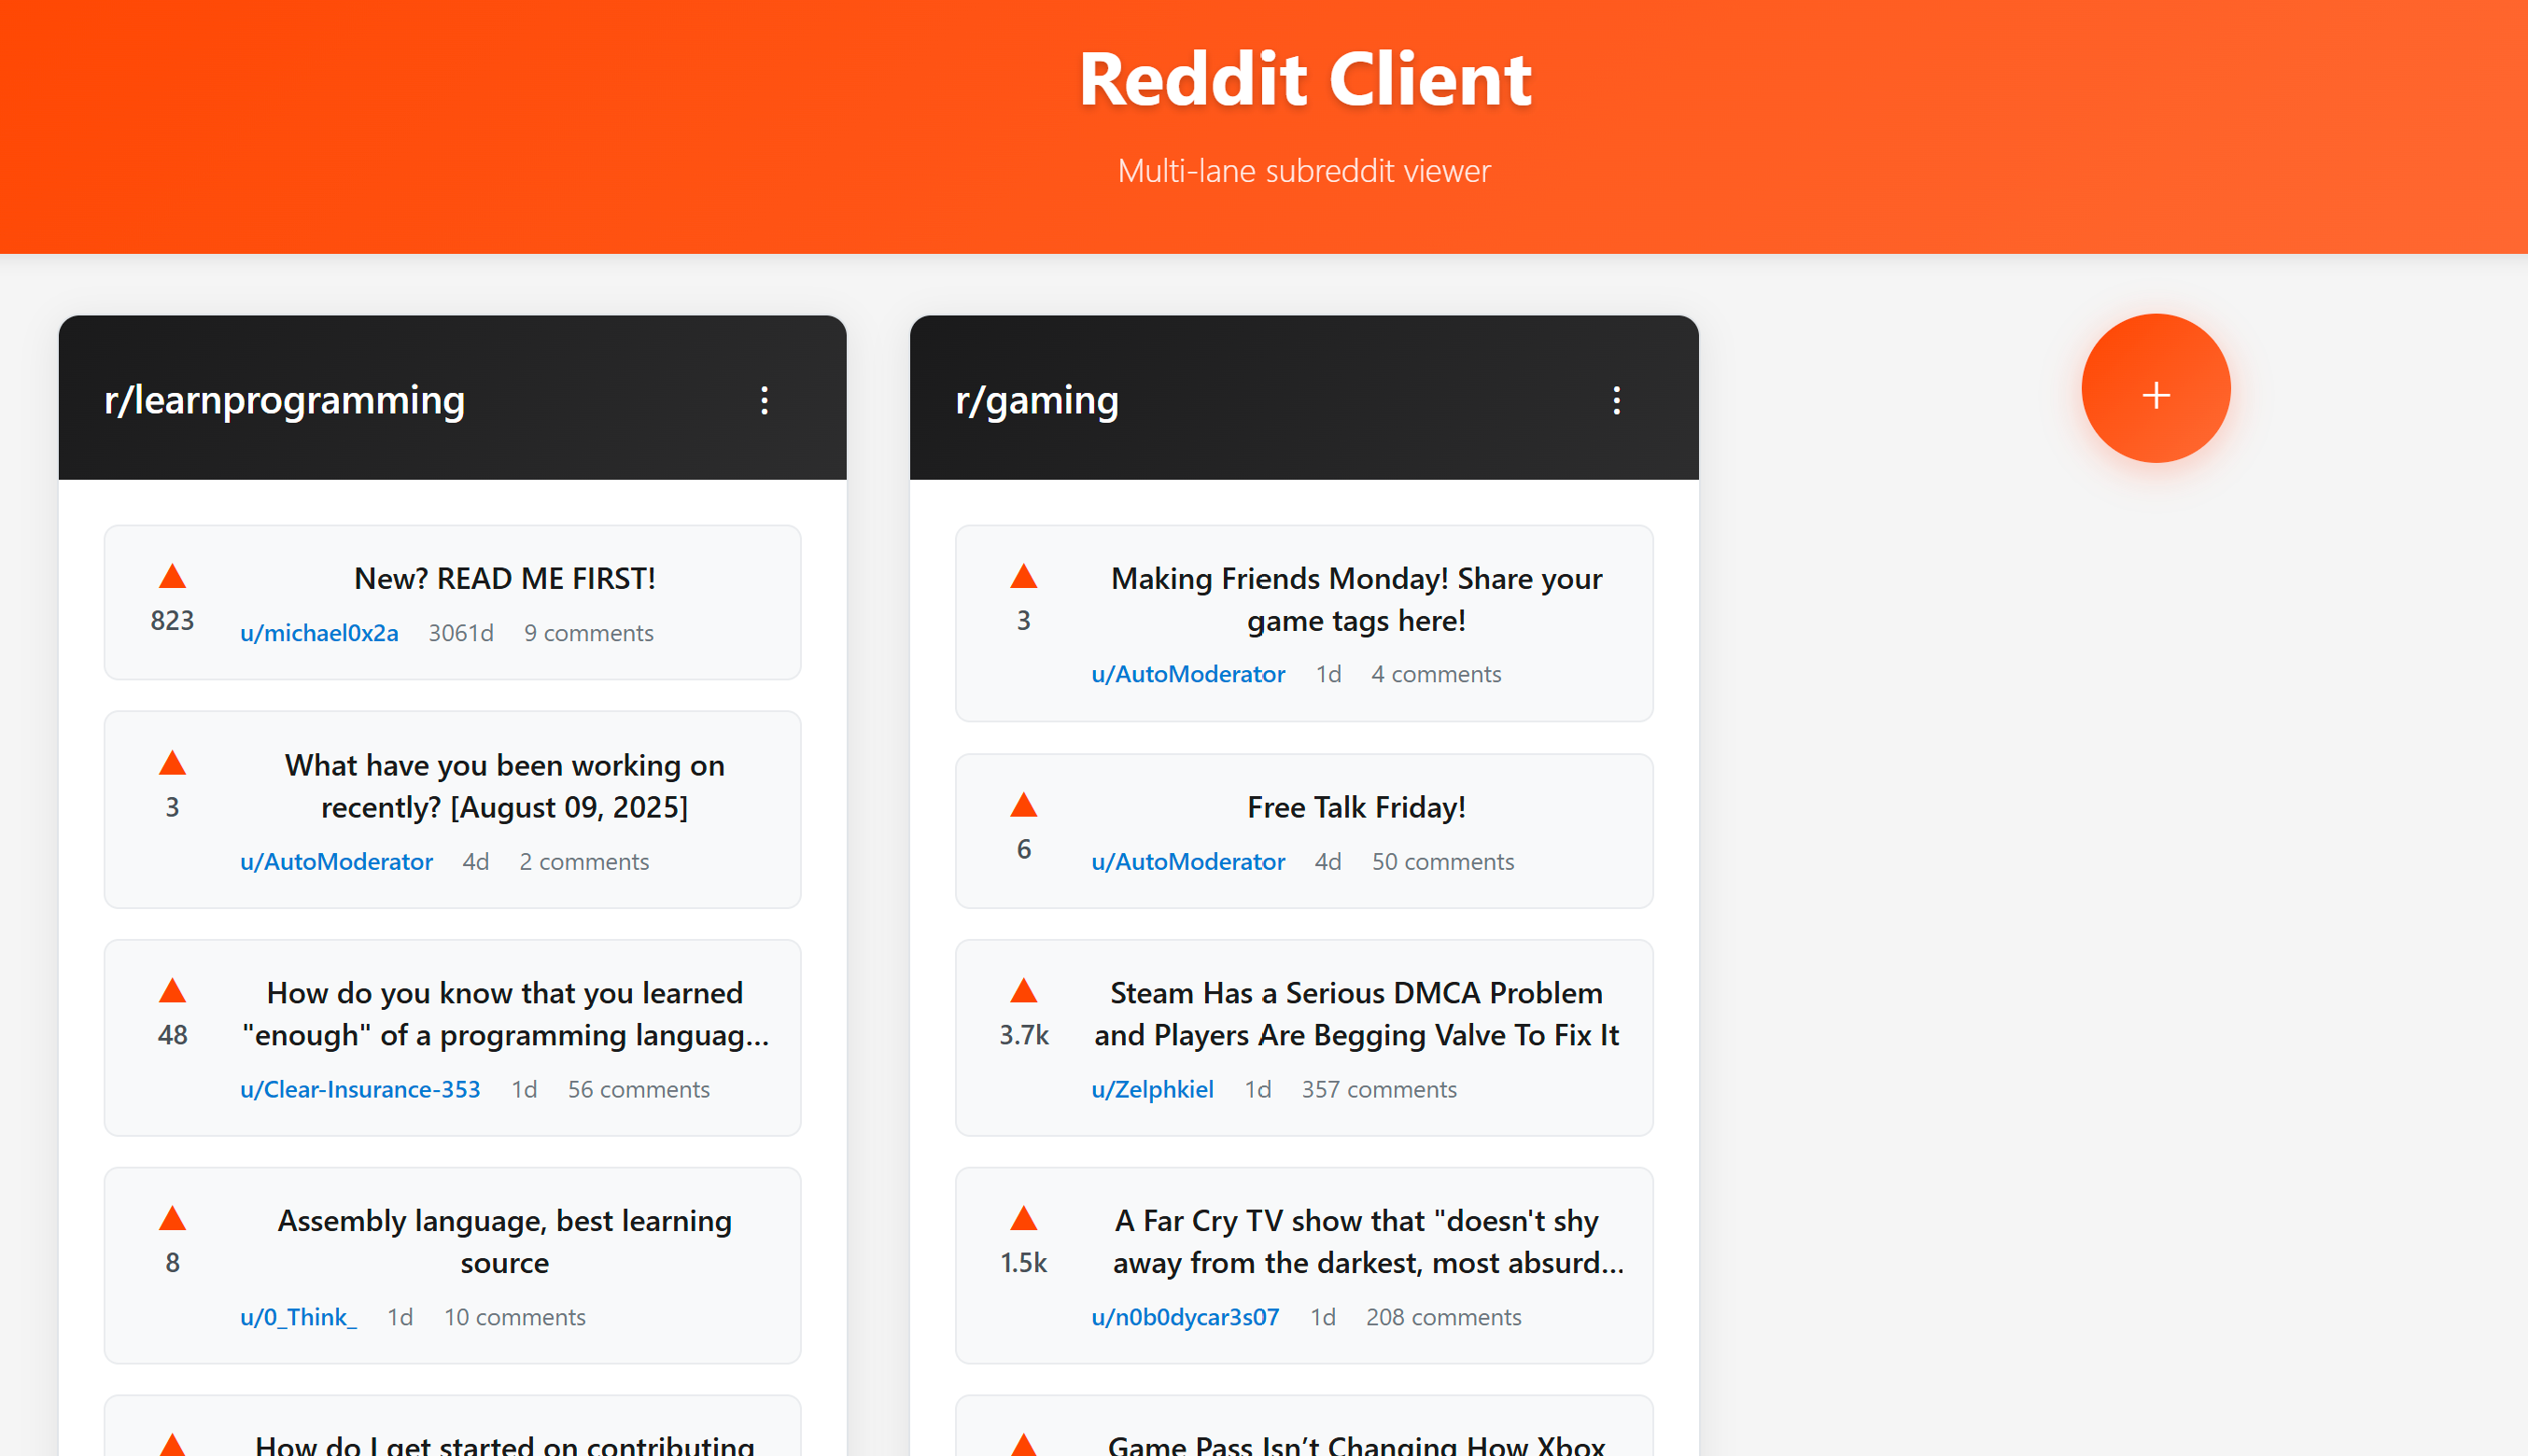 Reddit Client
Multi-lane subreddit viewer
r/learnprogramming
New? READ ME FIRST!
823
u/michael0x2a 3061d 9 comments
What have you been working on
recently? [August 09, 2025]
3
u/AutoModerator 4d 2 comments
How do you know that you learned
"enough" of a programming languag...
48
u/Clear-Insurance-353 1d 56 comments
Assembly language, best learning
source
8
u/0_Think_ 1d 10 comments
How do I get started on contributing
r/gaming
Making Friends Monday! Share your
game tags here!
3
u/AutoModerator 1d 4 comments
Free Talk Friday!
6
u/AutoModerator 4d 50 comments
Steam Has a Serious DMCA Problem
and Players Are Begging Valve To Fix It
3.7k
u/Zelphkiel 1d 357 comments
A Far Cry TV show that "doesn't shy
away from the darkest, most absurd...
1.5k
u/n0b0dycar3s07 1d 208 comments
Game Pass Isn’t Changing How Xbox
+